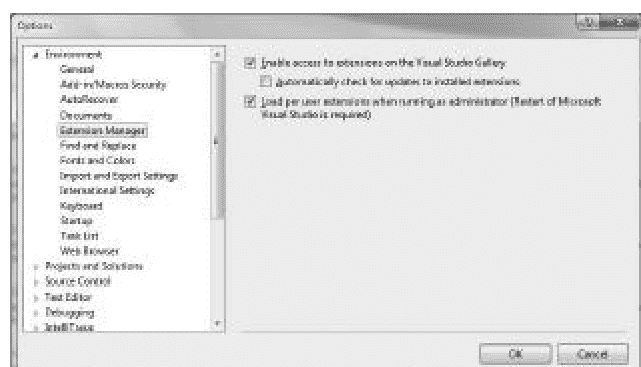 Options
Environment
General
Add-in/Macros Security
AutoRecover
Documents
Extension Manager
Find and Replace
Fonts and Colors
Import and Export Settings
International Settings
Keyboard
Startup
Task List
Web Browser
Projects and Solutions
Source Control
Text Editor
Debugging
IntelliTrace
Enable access to extensions on the Visual Studio Gallery
Automatically check for updates to installed extensions
Load per user extensions when running as administrator (Restart of Microsoft
Visual Studio is required)
OK
Cancel